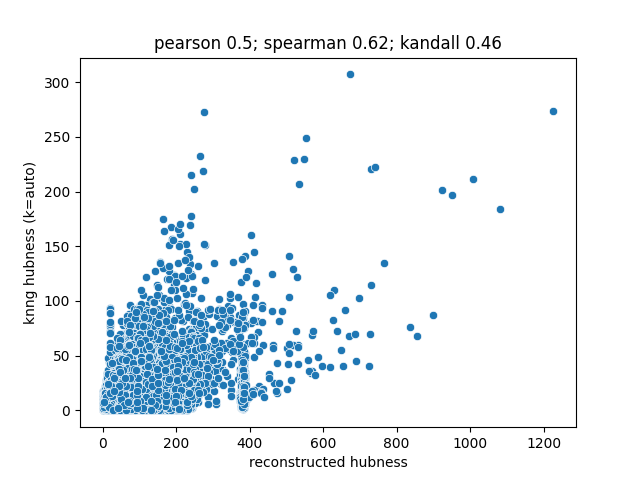 pearson 0.5; spearman 0.62; kandall 0.46
300
250
200
150
100
50
0
knng hubness (k=auto)
0 200 400 600 800 1000 1200
reconstructed hubness